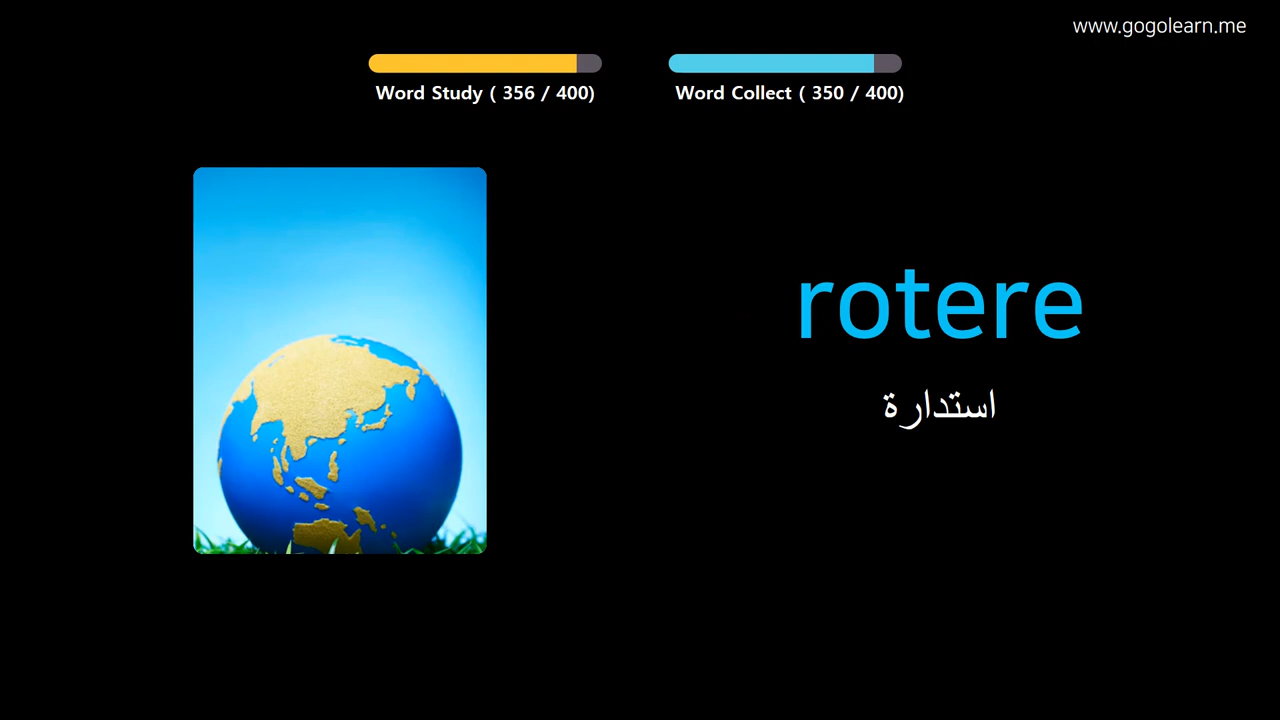 www.gogolearn.me
Word Study ( 356 / 400)
Word Collect ( 350 / 400)
rotere
استدارة